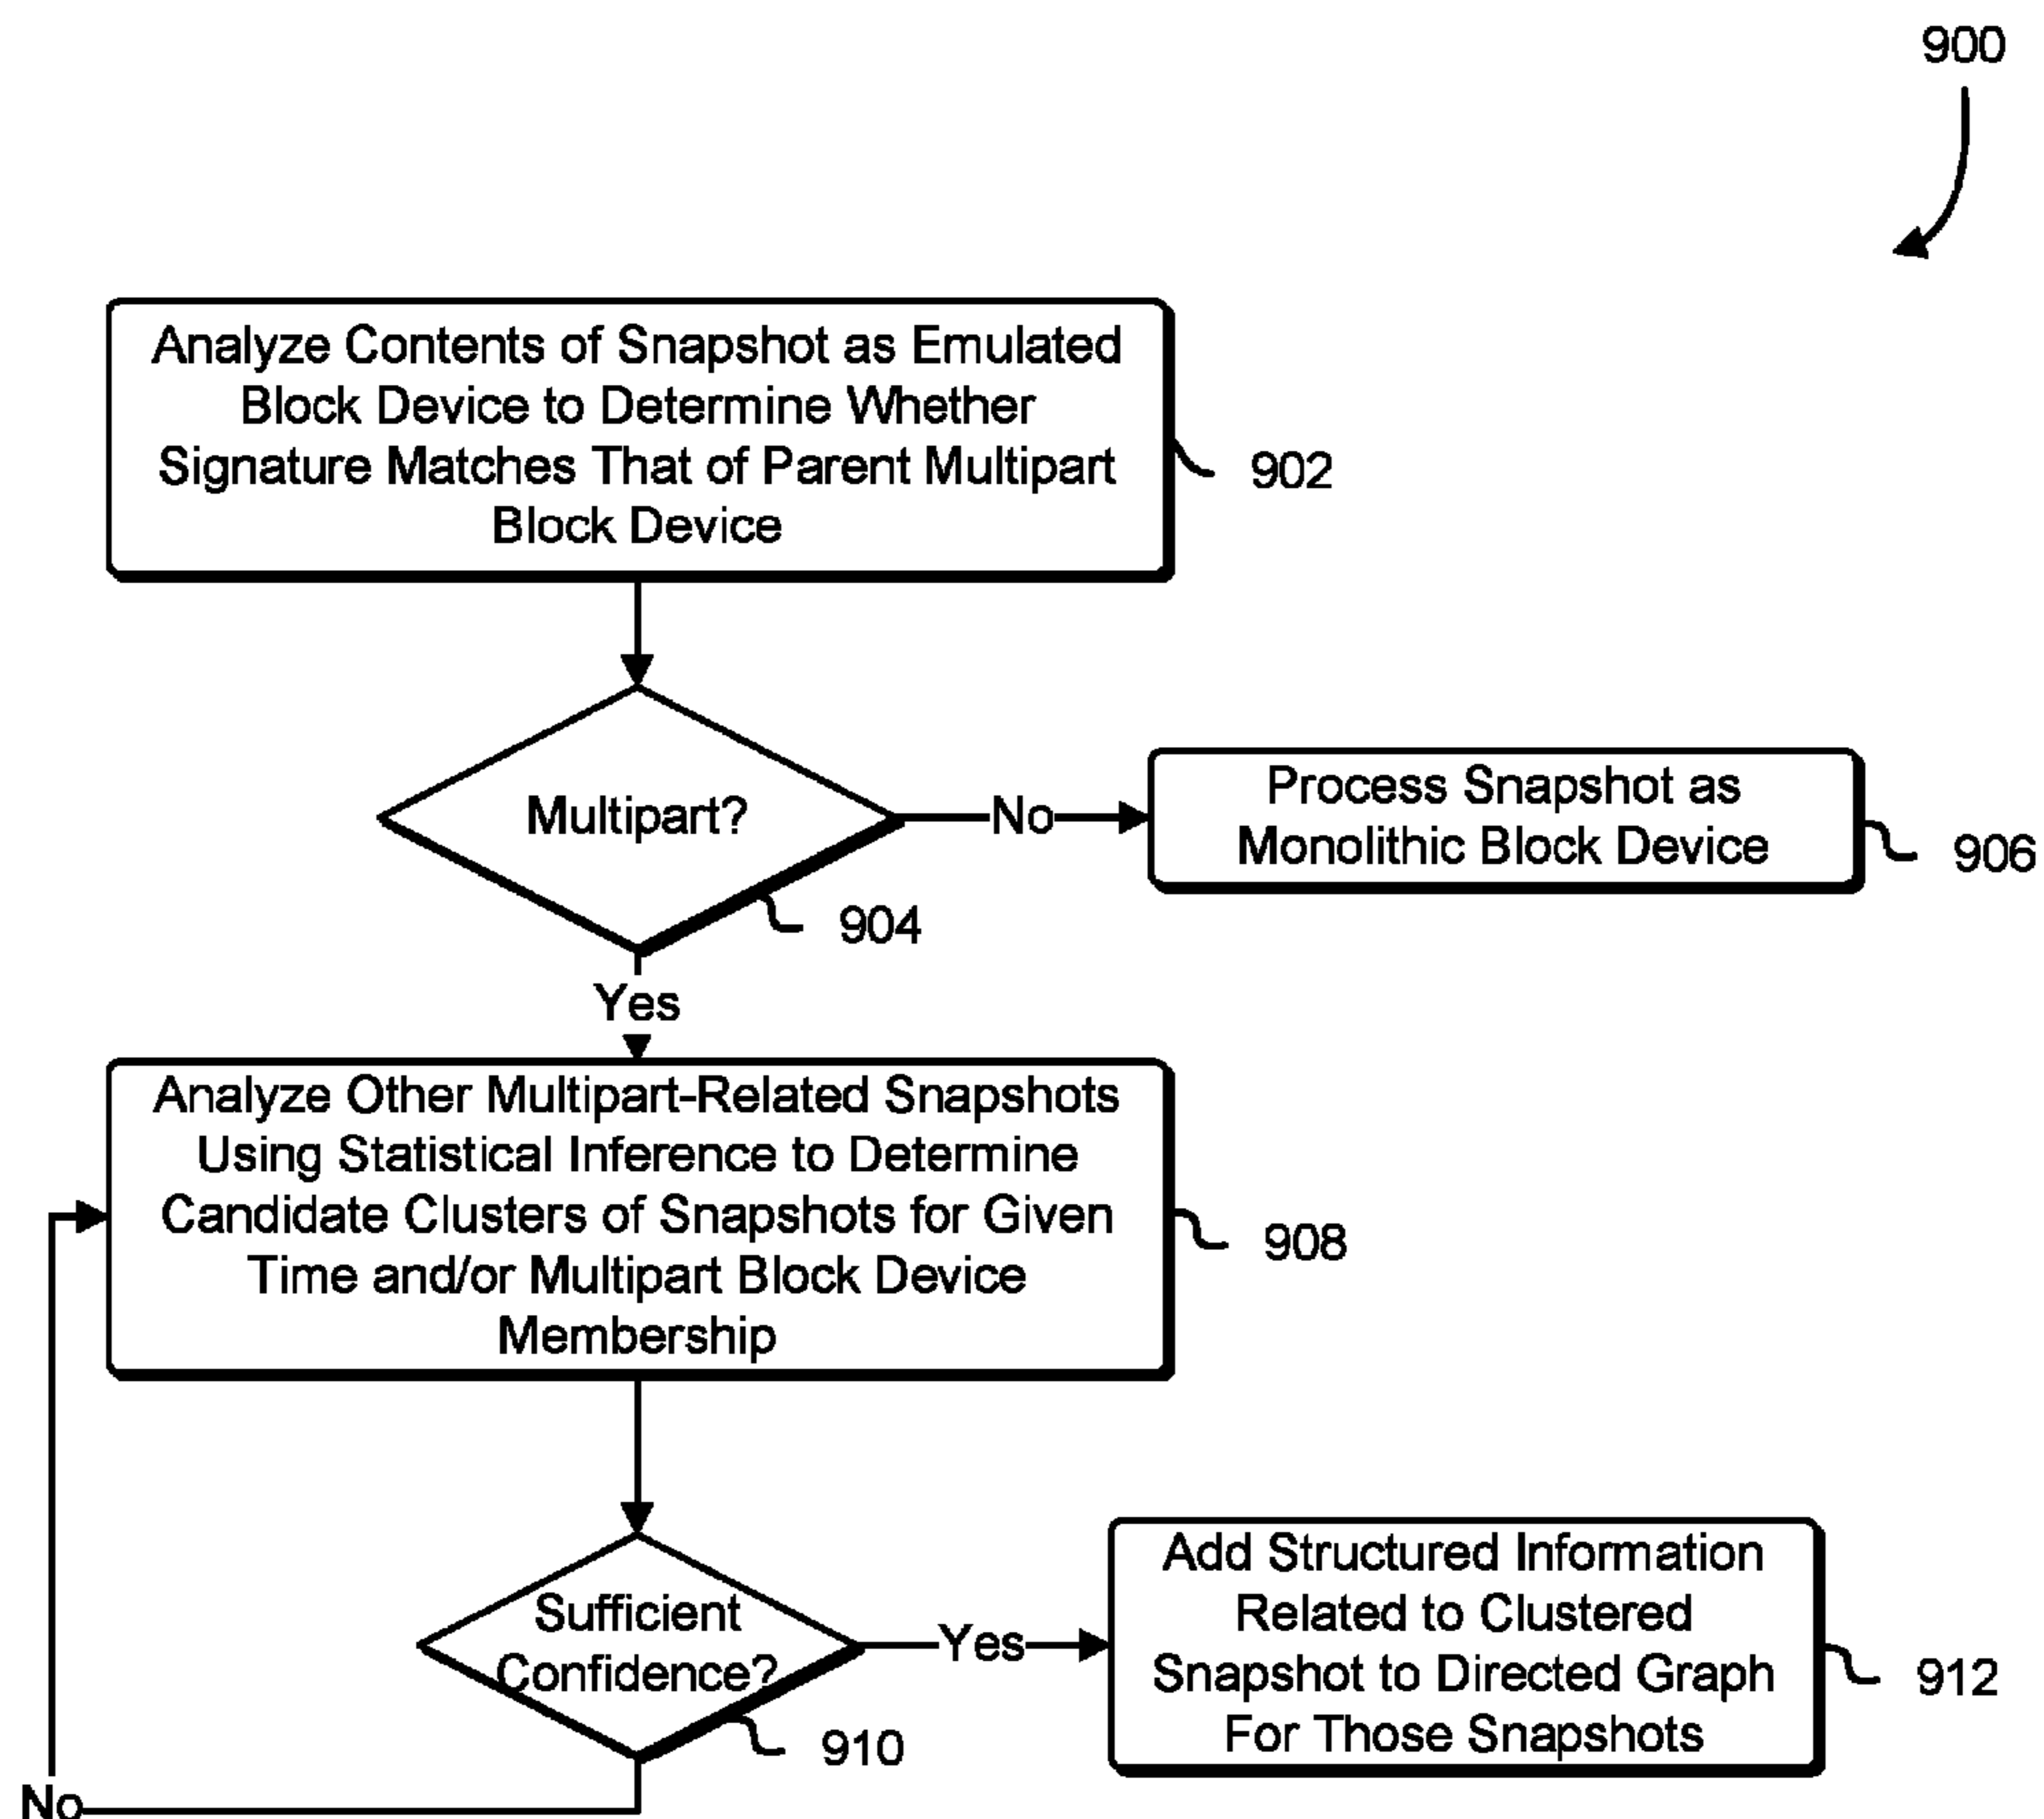 900
Analyze Contents of Snapshot as Emulated
Block Device to Determine Whether
Signature Matches That of Parent Multipart
Block Device
902
Multipart?
904
No
Process Snapshot as
Monolithic Block Device
906
Yes
Analyze Other Multipart-Related Snapshots
Using Statistical Inference to Determine
Candidate Clusters of Snapshots for Given
Time and/or Multipart Block Device
Membership
908
Sufficient
Confidence?
910
Yes
Add Structured Information
Related to Clustered
Snapshot to Directed Graph
For Those Snapshots
912
No